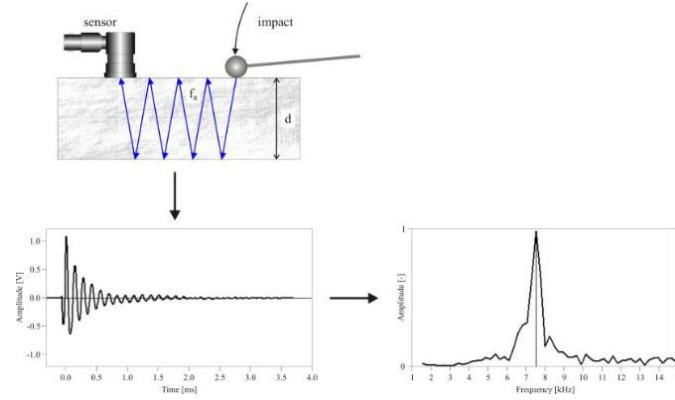 sensor
impact
fR
d
1.0
0.5
0.0
-0.5
-1.0
Amplitude [V]
0.0 0.5 1.0 1.5 2.0 2.5 3.0 3.5 4.0
Time [ms]
1
0
Amplitude [-]
1 2 3 4 5 6 7 8 9 10 11 12 13 14
Frequency [kHz]